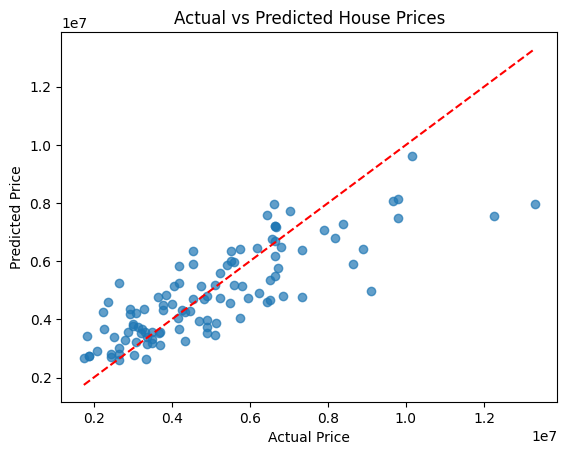 Actual vs Predicted House Prices
1e7
1.2
1.0
0.8
0.6
0.4
0.2
Predicted Price
0.2 0.4 0.6 0.8 1.0 1.2
Actual Price
1e7